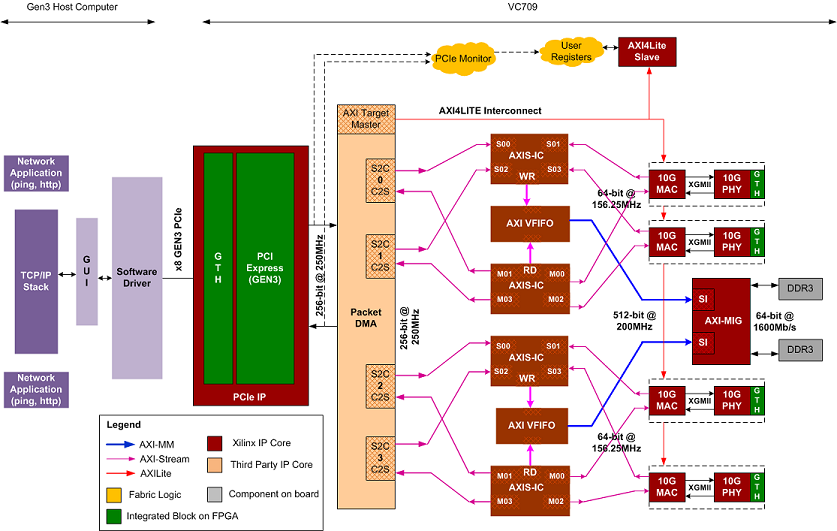 Gen3 Host Computer
VC709
PCIe Monitor
User
Registers
AXI4Lite
Slave
AXI Target
Master
AXI4LITE Interconnect
Network
Application
(ping, http)
TCP/IP
Stack
GUI
Software
Driver
x8 GEN3 PCIe
GTH
PCI
Express
(GEN3)
PCIe IP
256-bit @ 250MHz
Packet
DMA
256-bit @
250MHz
S2C
0
C2S
S2C
1
C2S
S2C
2
C2S
S2C
3
C2S
S00
S01
AXIS-IC
S02
S03
WR
AXI VFIFO
M01
RD
M00
AXIS-IC
M03
M02
S00
S01
AXIS-IC
S02
S03
WR
AXI VFIFO
M01
RD
M00
AXIS-IC
M03
M02
10G
MAC
XGMII
10G
PHY
GTH
64-bit @
156.25MHz
10G
MAC
XGMII
10G
PHY
GTH
512-bit @
200MHz
SI
AXI-MIG
SI
DDR3
64-bit @
1600Mb/s
DDR3
10G
MAC
XGMII
10G
PHY
GTH
64-bit @
156.25MHz
10G
MAC
XGMII
10G
PHY
GTH
Network
Application
(ping, http)
Legend
AXI-MM
AXI-Stream
AXILite
Fabric Logic
Integrated Block on FPGA
Xilinx IP Core
Third Party IP Core
Component on board